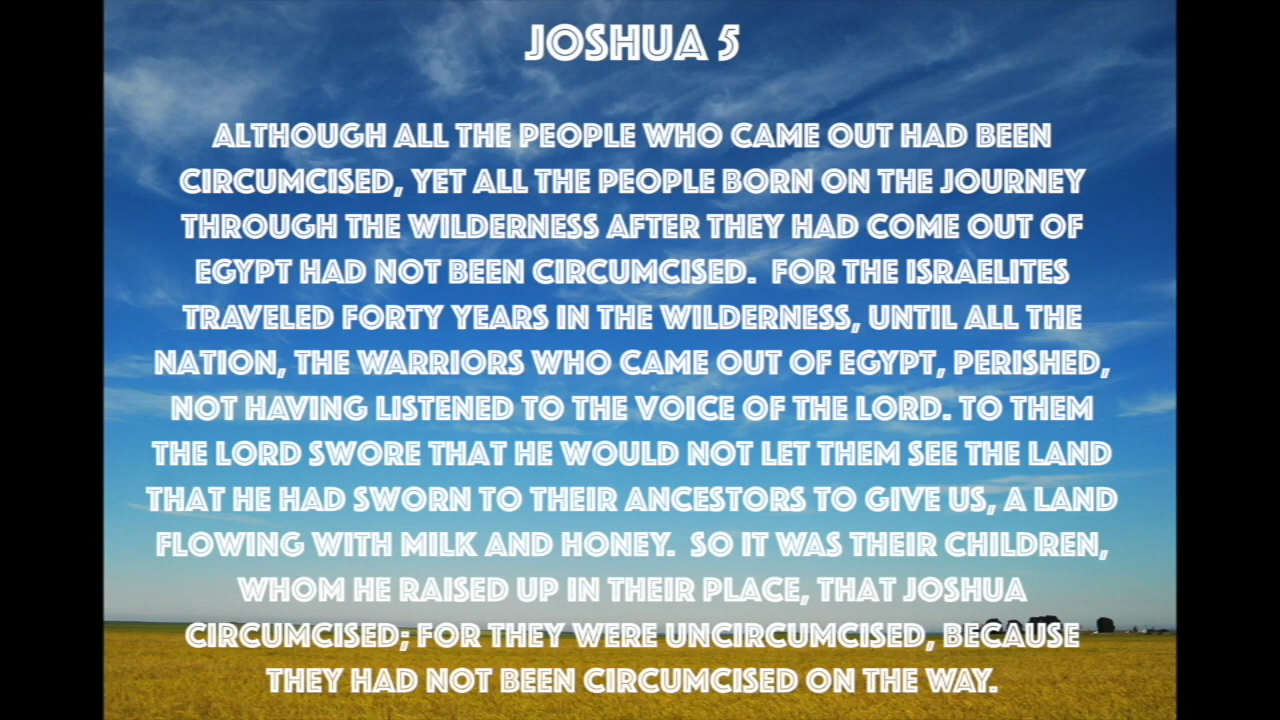 JOSHUA 5
ALTHOUGH ALL THE PEOPLE WHO CAME OUT HAD BEEN
CIRCUMCISED, YET ALL THE PEOPLE BORN ON THE JOURNEY
THROUGH THE WILDERNESS AFTER THEY HAD COME OUT OF
EGYPT HAD NOT BEEN CIRCUMCISED. FOR THE ISRAELITES
TRAVELED FORTY YEARS IN THE WILDERNESS, UNTIL ALL THE
NATION, THE WARRIORS WHO CAME OUT OF EGYPT, PERISHED,
NOT HAVING LISTENED TO THE VOICE OF THE LORD. TO THEM
THE LORD SWORE THAT HE WOULD NOT LET THEM SEE THE LAND
THAT HE HAD SWORN TO THEIR ANCESTORS TO GIVE US, A LAND
FLOWING WITH MILK AND HONEY. SO IT WAS THEIR CHILDREN,
WHOM HE RAISED UP IN THEIR PLACE, THAT JOSHUA
CIRCUMCISED; FOR THEY WERE UNCIRCUMCISED, BECAUSE
THEY HAD NOT BEEN CIRCUMCISED ON THE WAY.